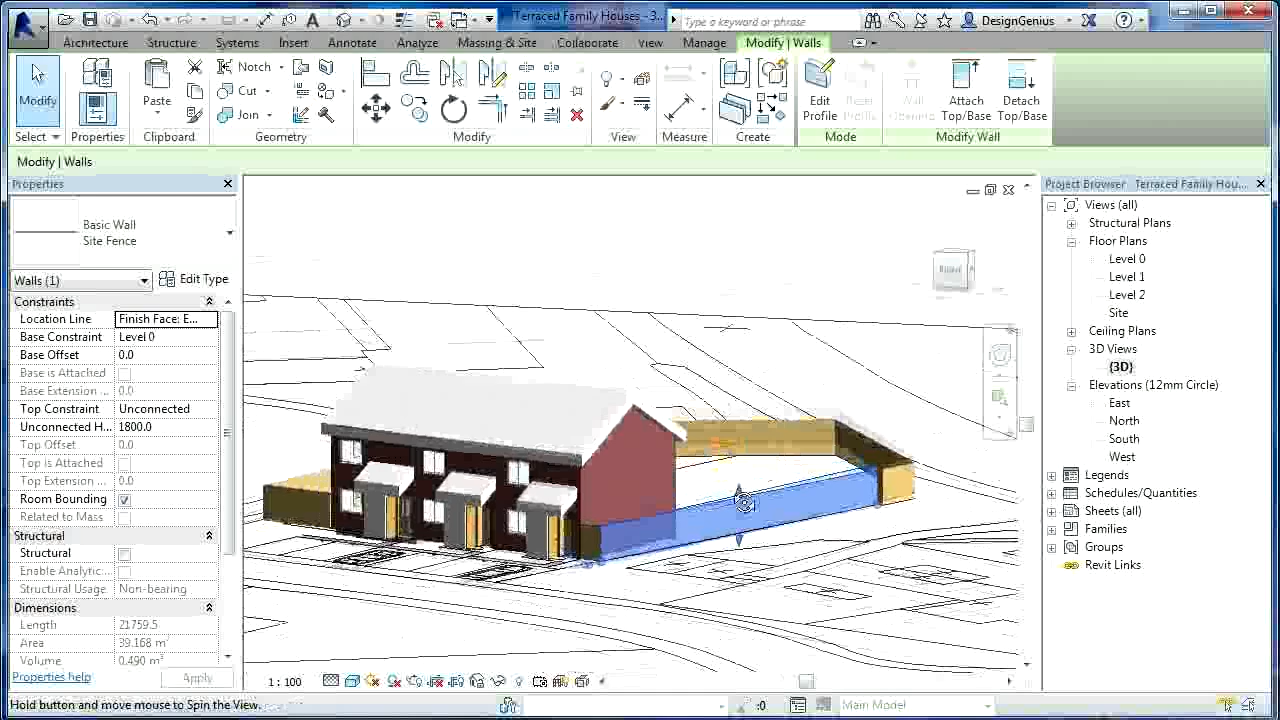 Terraced Family Houses - 3...
Type a keyword or phrase
DesignGenius
Architecture Structure Systems Insert Annotate Analyze Massing & Site Collaborate View Manage Modify | Walls
Modify
Select
Properties
Paste
Clipboard
Notch
Cut
Join
Geometry
Modify
View
Measure
Create
Edit Profile
Reset Profile
Mode
Wall Opening
Attach Top/Base
Detach Top/Base
Modify Wall
Modify | Walls
Properties
Basic Wall
Site Fence
Walls (1)
Edit Type
Constraints
Location Line Finish Face: E...
Base Constraint Level 0
Base Offset 0.0
Base is Attached
Base Extension ... 0.0
Top Constraint Unconnected
Unconnected H... 1800.0
Top Offset 0.0
Top is Attached
Top Extension ... 0.0
Room Bounding
Related to Mass
Structural
Structural
Enable Analytic...
Structural Usage Non-bearing
Dimensions
Length 21759.5
Area 39.168 m²
Volume 0.490 m²
Properties help
Apply
1 : 100
Project Browser Terraced Family Hou...
Views (all)
Structural Plans
Floor Plans
Level 0
Level 1
Level 2
Site
Ceiling Plans
3D Views
{3D}
Elevations (12mm Circle)
East
North
South
West
Legends
Schedules/Quantities
Sheets (all)
Families
Groups
Revit Links
Hold button and move mouse to Spin the View.
:0
Main Model